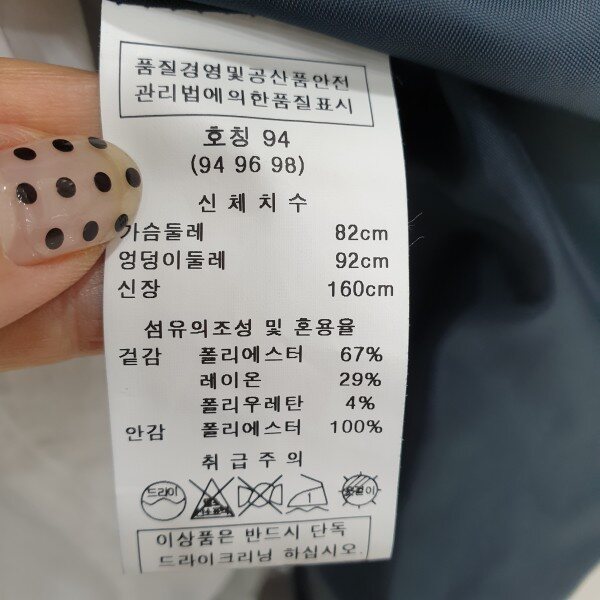 품질경영및공산품안전
관리법에의한품질표시
호칭 94
(94 96 98)
신체치수
가슴둘레 82cm
엉덩이둘레 92cm
신장 160cm
섬유의조성 및 혼용율
겉감 폴리에스터 67%
레이온 29%
폴리우레탄 4%
안감 폴리에스터 100%
취급주의
드라이 옷걸이
이상품은 반드시 단독
드라이크리닝 하십시오.